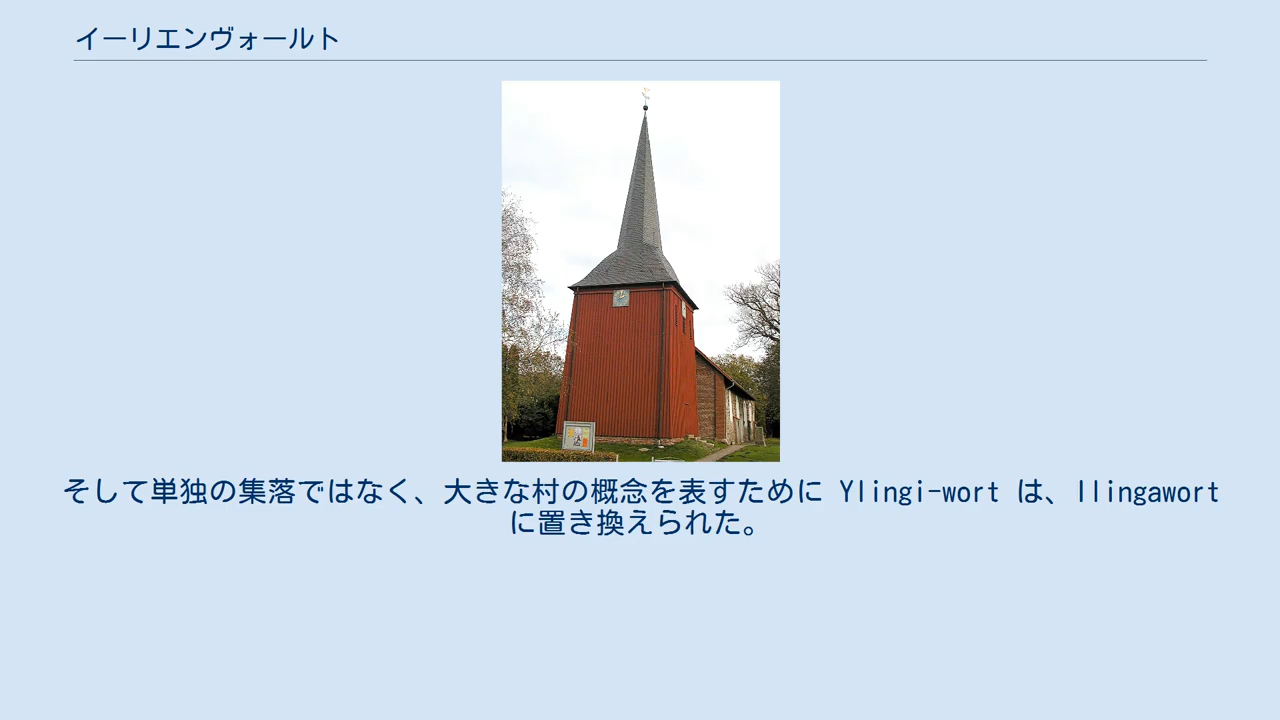 イーリエンヴォールト
そして単独の集落ではなく、大きな村の概念を表すために Ylingi-wort は、Ilingawort
に置き換えられた。